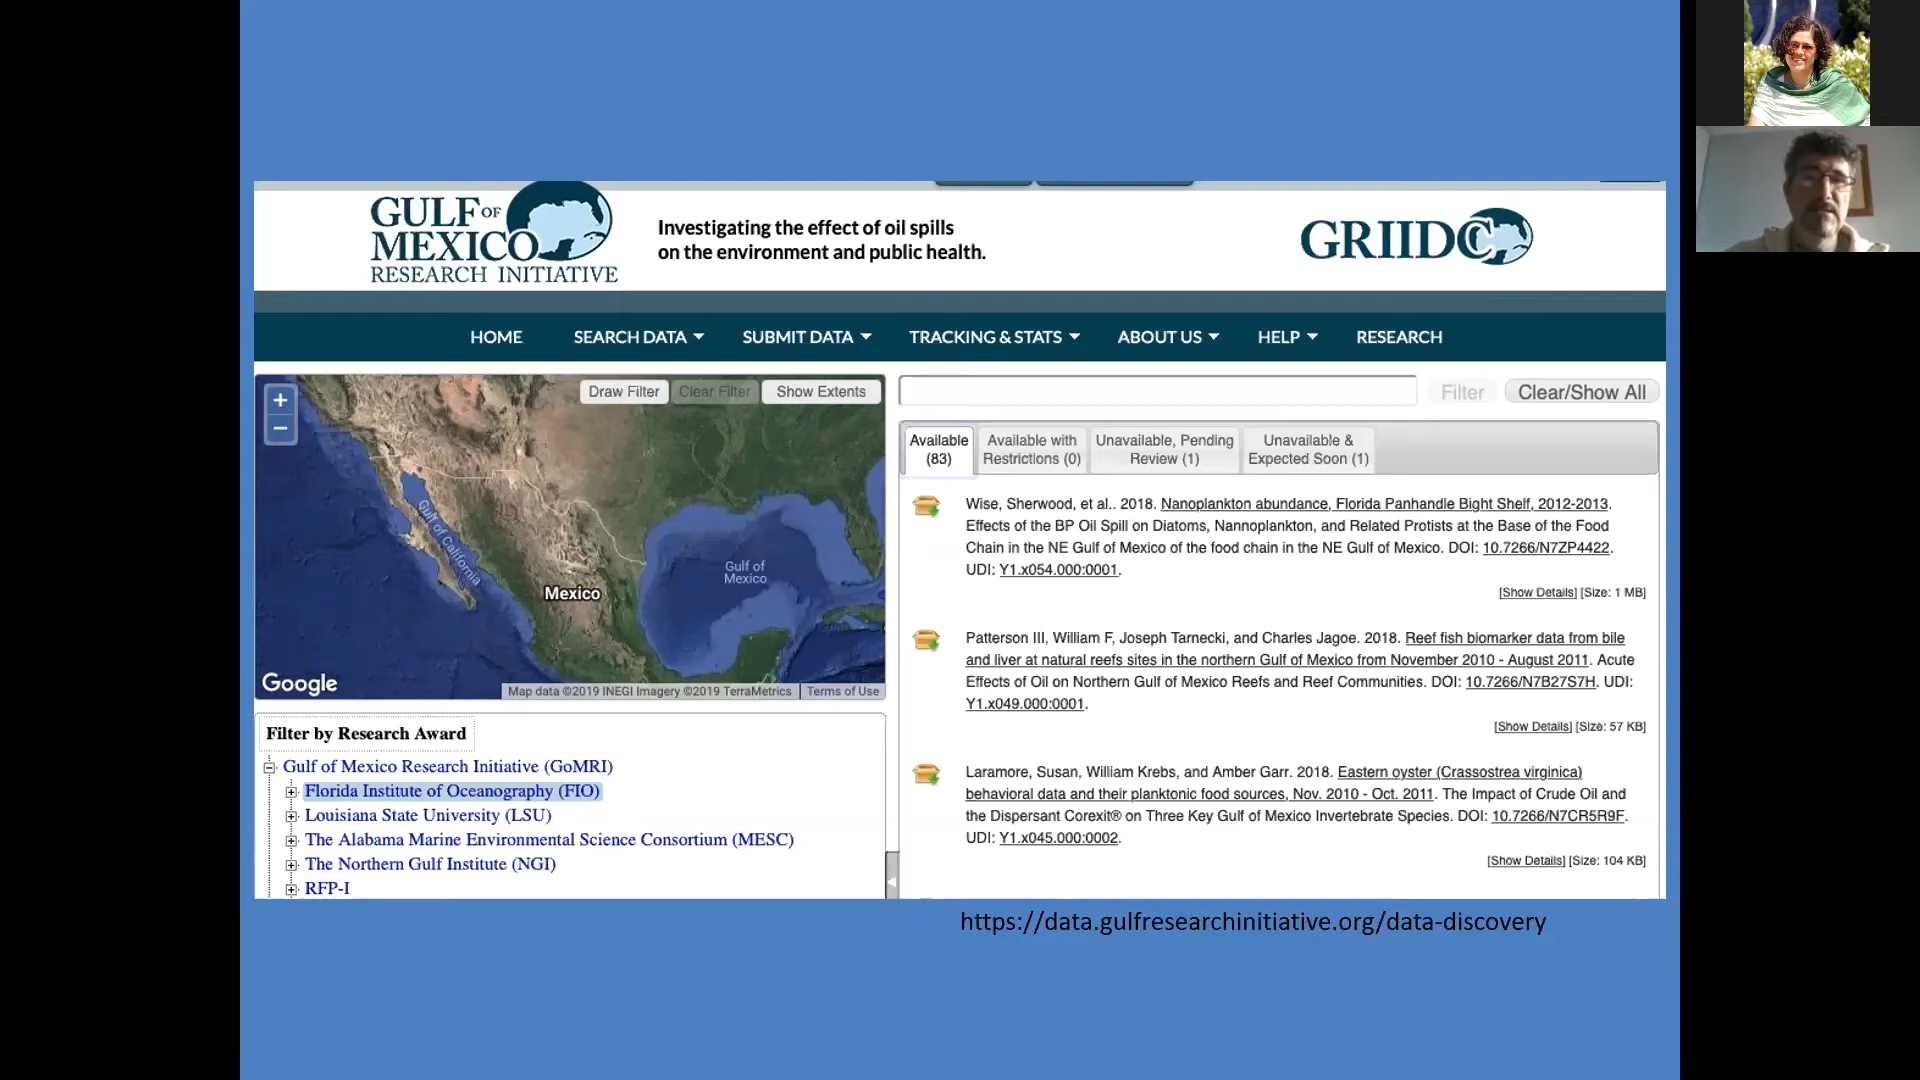 GULF OF
MEXICO
RESEARCH INITIATIVE
Investigating the effect of oil spills
on the environment and public health.
GRIIDC
HOME SEARCH DATA SUBMIT DATA TRACKING & STATS ABOUT US HELP RESEARCH
+
−
Draw Filter Clear Filter Show Extents
Gulf of California
Mexico
Gulf of
Mexico
Google
Map data ©2019 INEGI Imagery ©2019 TerraMetrics Terms of Use
Filter by Research Award
Gulf of Mexico Research Initiative (GoMRI)
Florida Institute of Oceanography (FIO)
Louisiana State University (LSU)
The Alabama Marine Environmental Science Consortium (MESC)
The Northern Gulf Institute (NGI)
RFP-I
Filter Clear/Show All
Available
(83)
Available with
Restrictions (0)
Unavailable, Pending
Review (1)
Unavailable &
Expected Soon (1)
Wise, Sherwood, et al.. 2018. Nanoplankton abundance, Florida Panhandle Bight Shelf, 2012-2013.
Effects of the BP Oil Spill on Diatoms, Nannoplankton, and Related Protists at the Base of the Food
Chain in the NE Gulf of Mexico of the food chain in the NE Gulf of Mexico. DOI: 10.7266/N7ZP4422.
UDI: Y1.x054.000:0001.
[Show Details] [Size: 1 MB]
Patterson III, William F, Joseph Tarnecki, and Charles Jagoe. 2018. Reef fish biomarker data from bile
and liver at natural reefs sites in the northern Gulf of Mexico from November 2010 - August 2011. Acute
Effects of Oil on Northern Gulf of Mexico Reefs and Reef Communities. DOI: 10.7266/N7B27S7H. UDI:
Y1.x049.000:0001.
[Show Details] [Size: 57 KB]
Laramore, Susan, William Krebs, and Amber Garr. 2018. Eastern oyster (Crassostrea virginica)
behavioral data and their planktonic food sources, Nov. 2010 - Oct. 2011. The Impact of Crude Oil and
the Dispersant Corexit® on Three Key Gulf of Mexico Invertebrate Species. DOI: 10.7266/N7CR5R9F.
UDI: Y1.x045.000:0002.
[Show Details] [Size: 104 KB]
https://data.gulfresearchinitiative.org/data-discovery